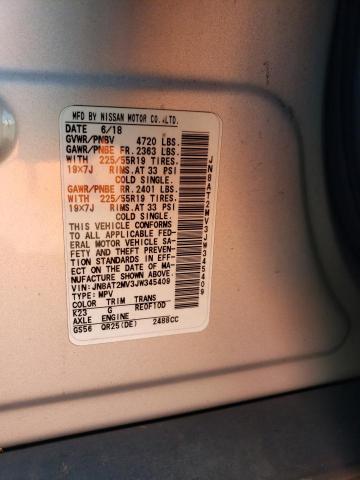 MFD BY NISSAN MOTOR CO.,LTD.
DATE 6/18
GVWR/PNBV 4720 LBS.
GAWR/PNBE FR. 2363 LBS.
WITH 225/55R19 TIRES,
19X7J RIMS,AT 33 PSI
COLD SINGLE.
GAWR/PNBE RR. 2401 LBS.
WITH 225/55R19 TIRES,
19X7J RIMS,AT 33 PSI
COLD SINGLE.
THIS VEHICLE CONFORMS
TO ALL APPLICABLE FED-
ERAL MOTOR VEHICLE SA-
FETY AND THEFT PREVEN-
TION STANDARDS IN EFF-
ECT ON THE DATE OF MA-
NUFACTURE SHOWN ABOVE.
VIN: JN8AT2MV3JW345409
TYPE: MPV
COLOR TRIM TRANS
K23 G RE0F10D
AXLE ENGINE
GS56 QR25(DE) 2488CC
JN8AT2MV3JW345409